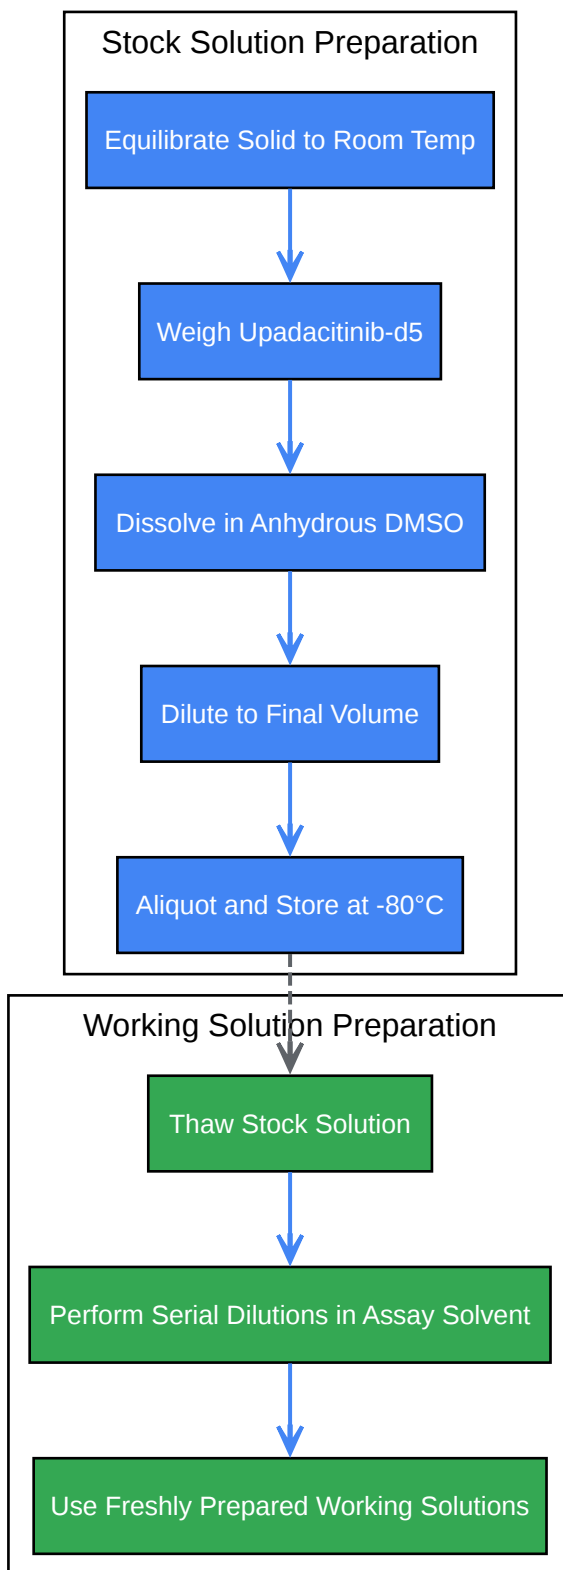 Stock Solution Preparation
Equilibrate Solid to Room Temp
Weigh Upadacitinib-d5
Dissolve in Anhydrous DMSO
Dilute to Final Volume
Aliquot and Store at -80°C
Working Solution Preparation
Thaw Stock Solution
Perform Serial Dilutions in Assay Solvent
Use Freshly Prepared Working Solutions